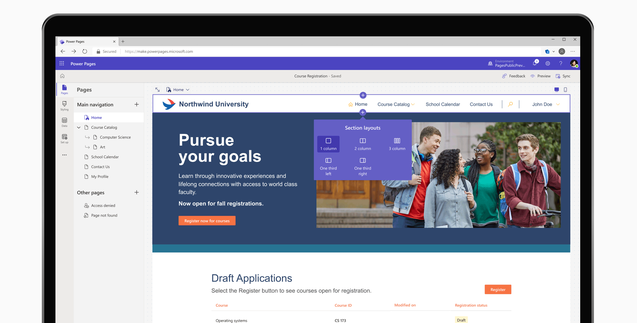 Power Pages
Secured
https://make.powerpages.microsoft.com
Power Pages
Environment
Course Registration - Saved
Feedback
Preview
Sync
Pages
Styling
Data
Set up
Pages
Main navigation
Home
Course Catalog
Computer Science
Art
School Calendar
Contact Us
My Profile
Other pages
Access denied
Page not found
Home
Northwind University
Home
Course Catalog
School Calendar
Contact Us
John Doe
Section layouts
1 column
2 column
3 column
One third left
One third right
Pursue
your goals
Learn through innovative experiences and
lifelong connections with access to world class
faculty.
Now open for fall registrations.
Register now for courses
Draft Applications
Select the Register button to see courses open for registration.
Register
Course
Course ID
Modified on
Registration status
Operating systems
CS 173
Draft